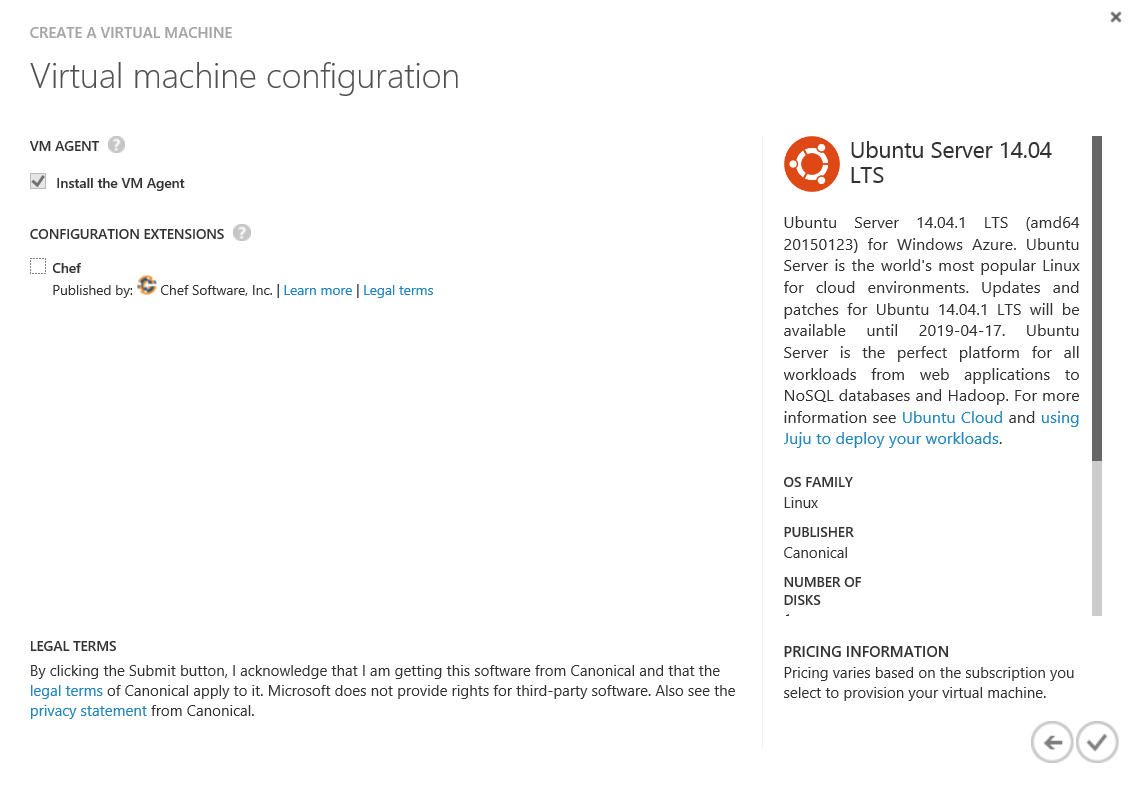 CREATE A VIRTUAL MACHINE
Virtual machine configuration
VM AGENT ?
Install the VM Agent
CONFIGURATION EXTENSIONS ?
Chef
Published by: Chef Software, Inc. | Learn more | Legal terms
LEGAL TERMS
By clicking the Submit button, I acknowledge that I am getting this software from Canonical and that the
legal terms of Canonical apply to it. Microsoft does not provide rights for third-party software. Also see the
privacy statement from Canonical.
Ubuntu Server 14.04
LTS
Ubuntu Server 14.04.1 LTS (amd64
20150123) for Windows Azure. Ubuntu
Server is the world's most popular Linux
for cloud environments. Updates and
patches for Ubuntu 14.04.1 LTS will be
available until 2019-04-17. Ubuntu
Server is the perfect platform for all
workloads from web applications to
NoSQL databases and Hadoop. For more
information see Ubuntu Cloud and using
Juju to deploy your workloads.
OS FAMILY
Linux
PUBLISHER
Canonical
NUMBER OF
DISKS
PRICING INFORMATION
Pricing varies based on the subscription you
select to provision your virtual machine.